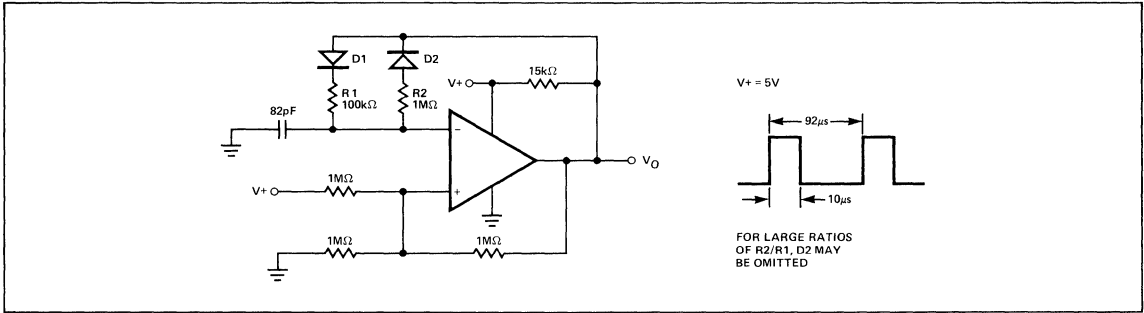 D1
D2
V+
15kΩ
V+ = 5V
R1
100kΩ
R2
1MΩ
82pF
92μs
−
+
V+
1MΩ
VO
10μs
1MΩ
1MΩ
FOR LARGE RATIOS
OF R2/R1, D2 MAY
BE OMITTED